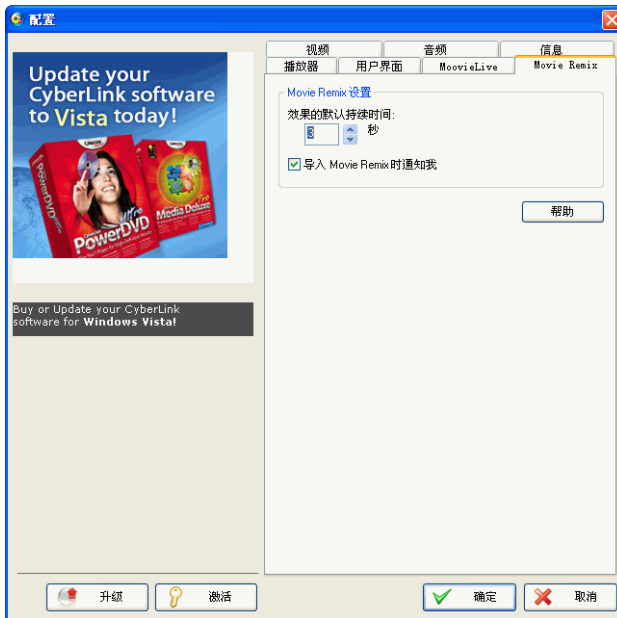 配置
Update your
CyberLink software
to Vista today!
CyberLink
PowerDVD
Ultra
Media Deluxe
Buy or Update your CyberLink
software for Windows Vista!
视频
音频
信息
播放器
用户界面
MoovieLive
Movie Remix
Movie Remix 设置
效果的默认持续时间:
3
秒
导入 Movie Remix 时通知我
帮助
升级
激活
确定
取消